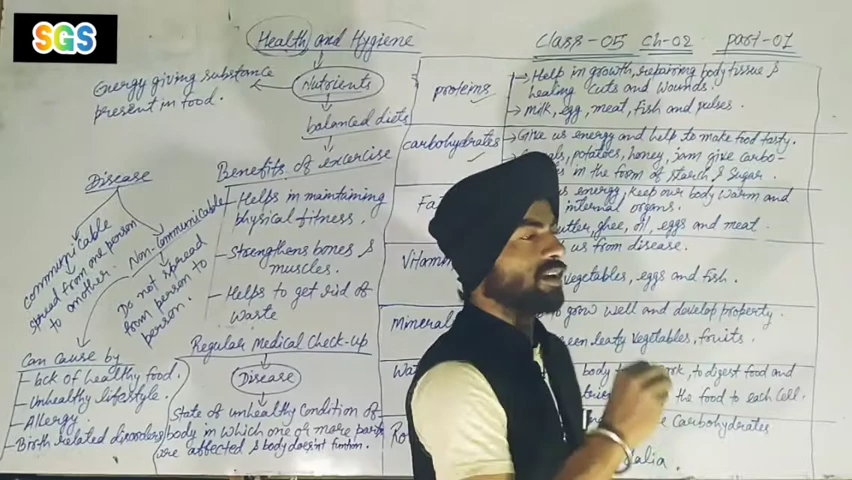 SGS
Health and Hygiene
Class-05 Ch-02 part-01
Energy giving substance
present in food.
Nutrients
balanced diets
Benefits of excercise
Helps in maintaining
physical fitness.
Strengthens bones &
muscles.
Helps to get rid of
waste
Disease
communicable
spread from one person
to another.
Non-communicable
Do not spread
from person to
person.
Can cause by
lack of healthy food.
unhealthy lifestyle.
Allergy.
Birth related disorders
Regular Medical Check-up
Disease
State of unhealthy condition of
body in which one or more parts
are affected & body doesn't
proteins
Help in growth, repairing body tissue &
healing cuts and wounds.
Milk, egg, meat, fish and pulses.
carbohydrates
Give us energy and help to make food tasty.
potatoes, honey, jam give carbo-
in the form of starch & sugar.
energy, keep our body warm and
internal organs.
ghee, oil, eggs and meat.
us from disease.
vegetables, eggs and fish.
to grow well and develop property
leafy vegetables, fruits.
body to work, to digest food and
the food to each cell.
Carbohydrates